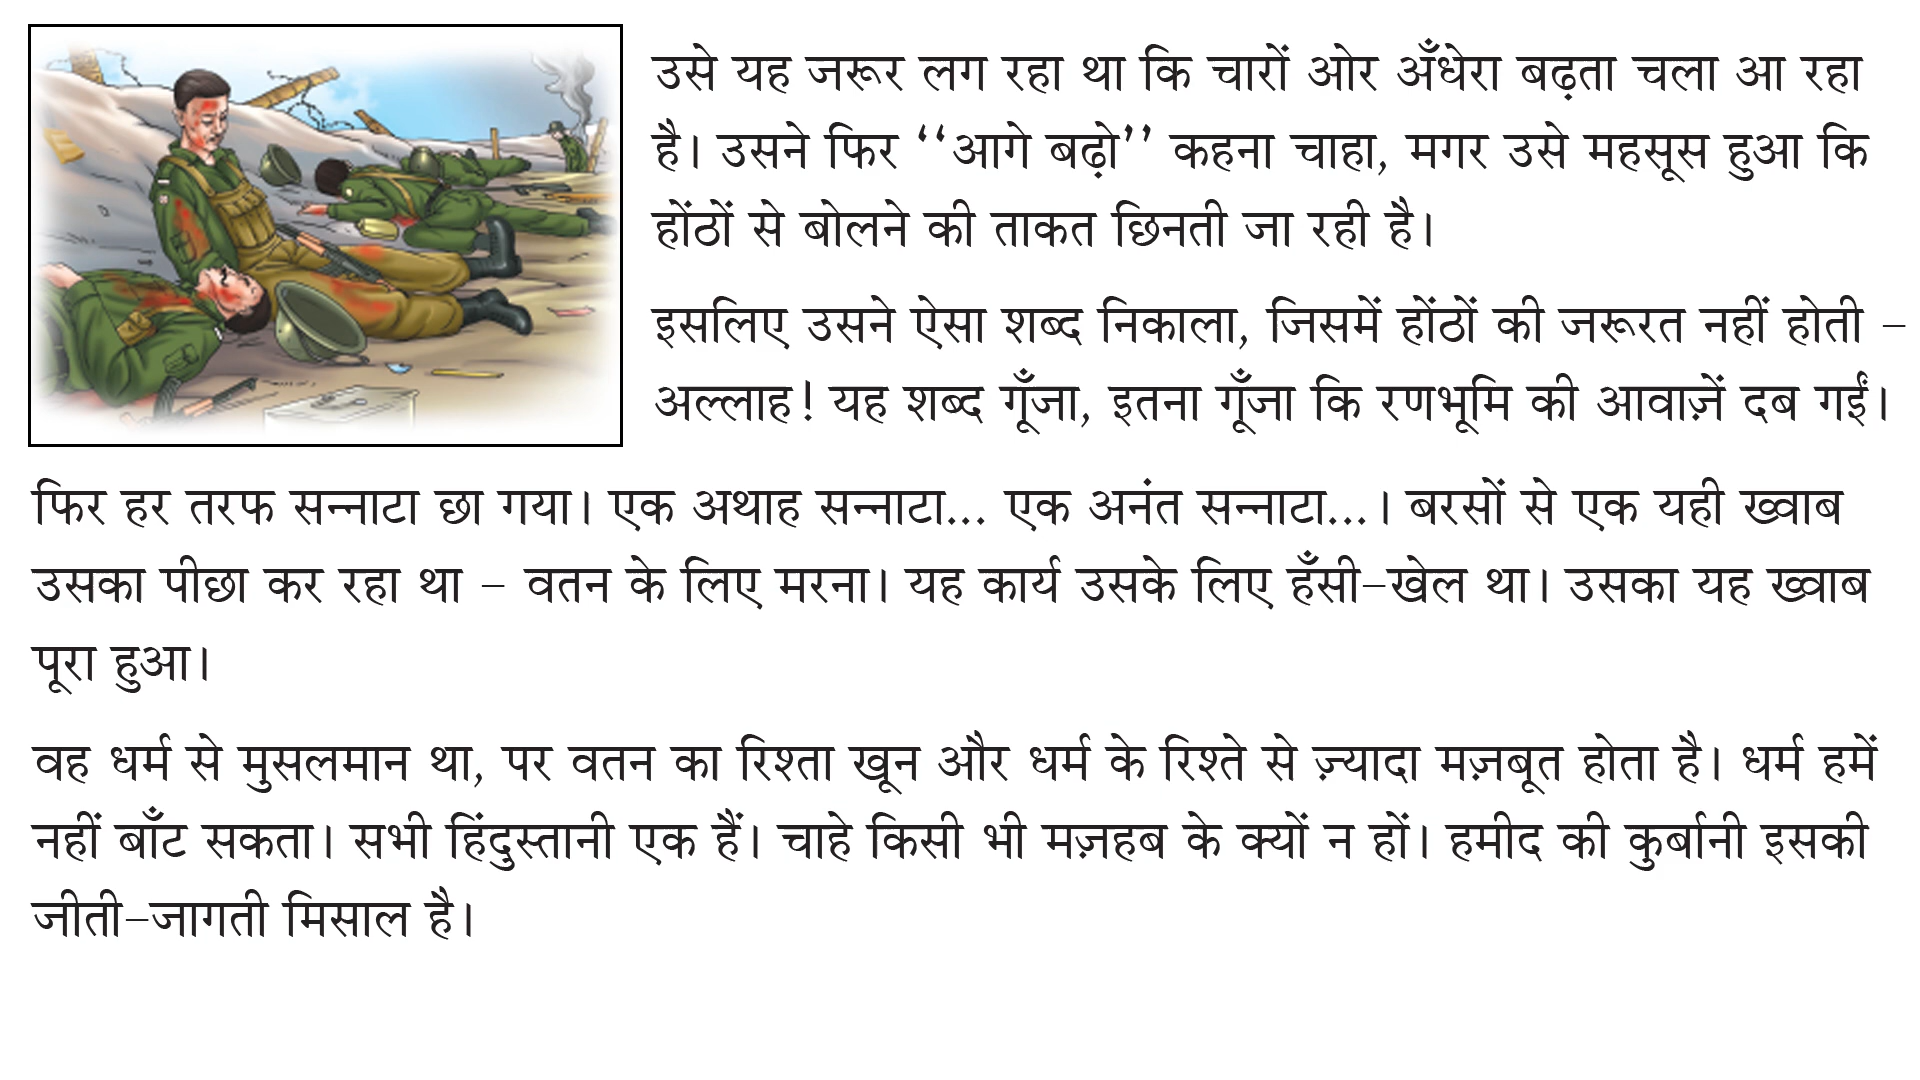 उसे यह जरूर लग रहा था कि चारों ओर अँधेरा बढ़ता चला आ रहा
है। उसने फिर ‘‘आगे बढ़ो’’ कहना चाहा, मगर उसे महसूस हुआ कि
होंठों से बोलने की ताकत छिनती जा रही है।
इसलिए उसने ऐसा शब्द निकाला, जिसमें होंठों की जरूरत नहीं होती –
अल्लाह! यह शब्द गूँजा, इतना गूँजा कि रणभूमि की आवाज़ें दब गईं।
फिर हर तरफ सन्नाटा छा गया। एक अथाह सन्नाटा... एक अनंत सन्नाटा...। बरसों से एक यही ख्वाब
उसका पीछा कर रहा था – वतन के लिए मरना। यह कार्य उसके लिए हँसी–खेल था। उसका यह ख्वाब
पूरा हुआ।
वह धर्म से मुसलमान था, पर वतन का रिश्ता खून और धर्म के रिश्ते से ज़्यादा मज़बूत होता है। धर्म हमें
नहीं बाँट सकता। सभी हिंदुस्तानी एक हैं। चाहे किसी भी मज़हब के क्यों न हों। हमीद की कुर्बानी इसकी
जीती–जागती मिसाल है।